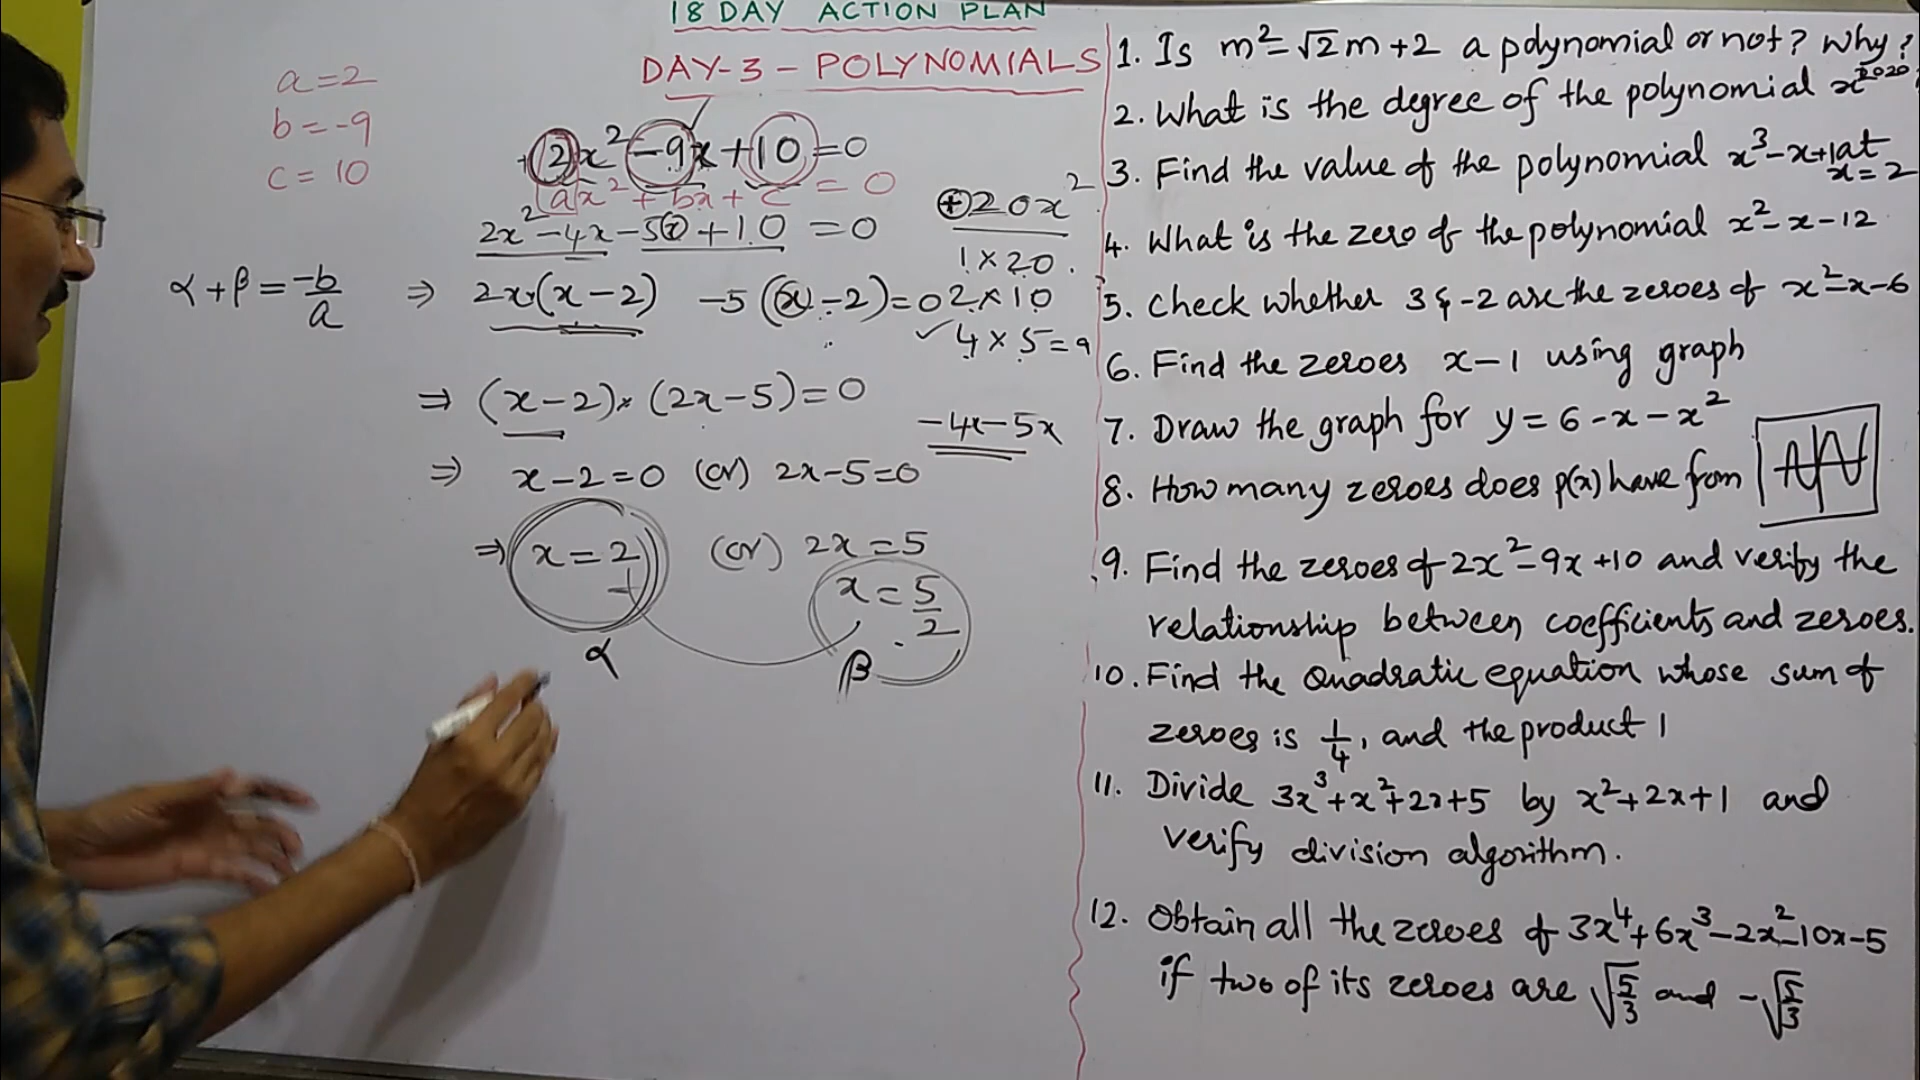 18 DAY ACTION PLAN
DAY-3 - POLYNOMIALS
a = 2
b = -9
c = 10
2x² - 9x + 10 = 0
ax² + bx + c = 0
2x² - 4x - 5x + 10 = 0
α + β = -b/a
⇒ 2x(x - 2) - 5(x - 2) = 0
⇒ (x - 2) × (2x - 5) = 0
⇒ x - 2 = 0 (or) 2x - 5 = 0
⇒ x = 2 (or) 2x = 5
x = 5/2
α
β
+20x²
1 × 20
2 × 10
✓ 4 × 5 = 9
-4x - 5x
1. Is m² - √2m + 2 a polynomial or not? Why?
2. What is the degree of the polynomial x²⁰²⁰
3. Find the value of the polynomial x³ - x + 1 at x = 2
4. What is the zero of the polynomial x² - x - 12
5. Check whether 3 & -2 are the zeroes of x² - x - 6
6. Find the zeroes x - 1 using graph
7. Draw the graph for y = 6 - x - x²
8. How many zeroes does p(x) have from
9. Find the zeroes of 2x² - 9x + 10 and verify the
relationship between coefficients and zeroes.
10. Find the Quadratic equation whose sum of
zeroes is 1/4, and the product 1
11. Divide 3x³ + x² + 2x + 5 by x² + 2x + 1 and
verify division algorithm.
12. Obtain all the zeroes of 3x⁴ + 6x³ - 2x² - 10x - 5
if two of its zeroes are √5/3 and -√5/3